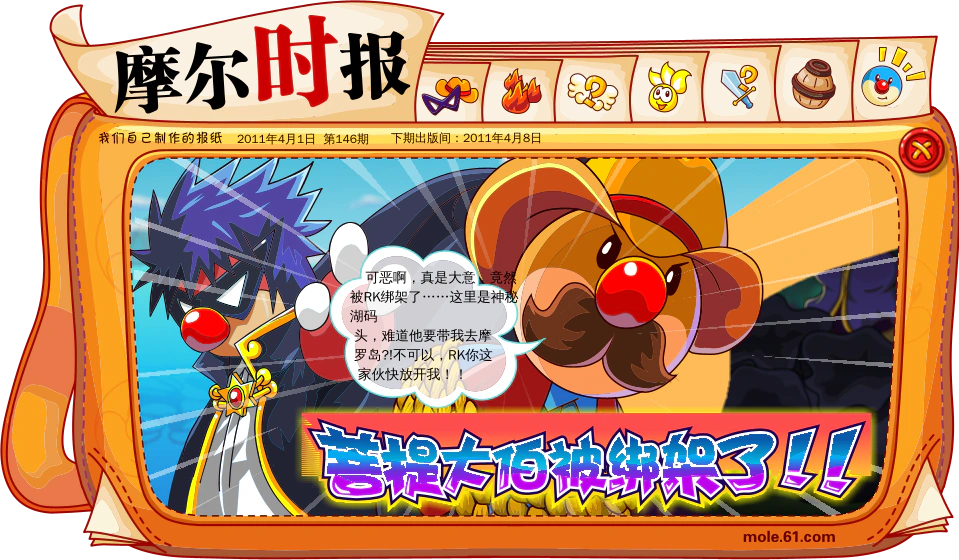 摩尔时报
我们自己制作的报纸 2011年4月1日 第146期 下期出版间：2011年4月8日
可恶啊，真是大意，竟然
被RK绑架了……这里是神秘
湖码
头，难道他要带我去摩
罗岛?!不可以，RK你这
家伙快放开我！！
菩提大伯被绑架了!!
mole.61.com